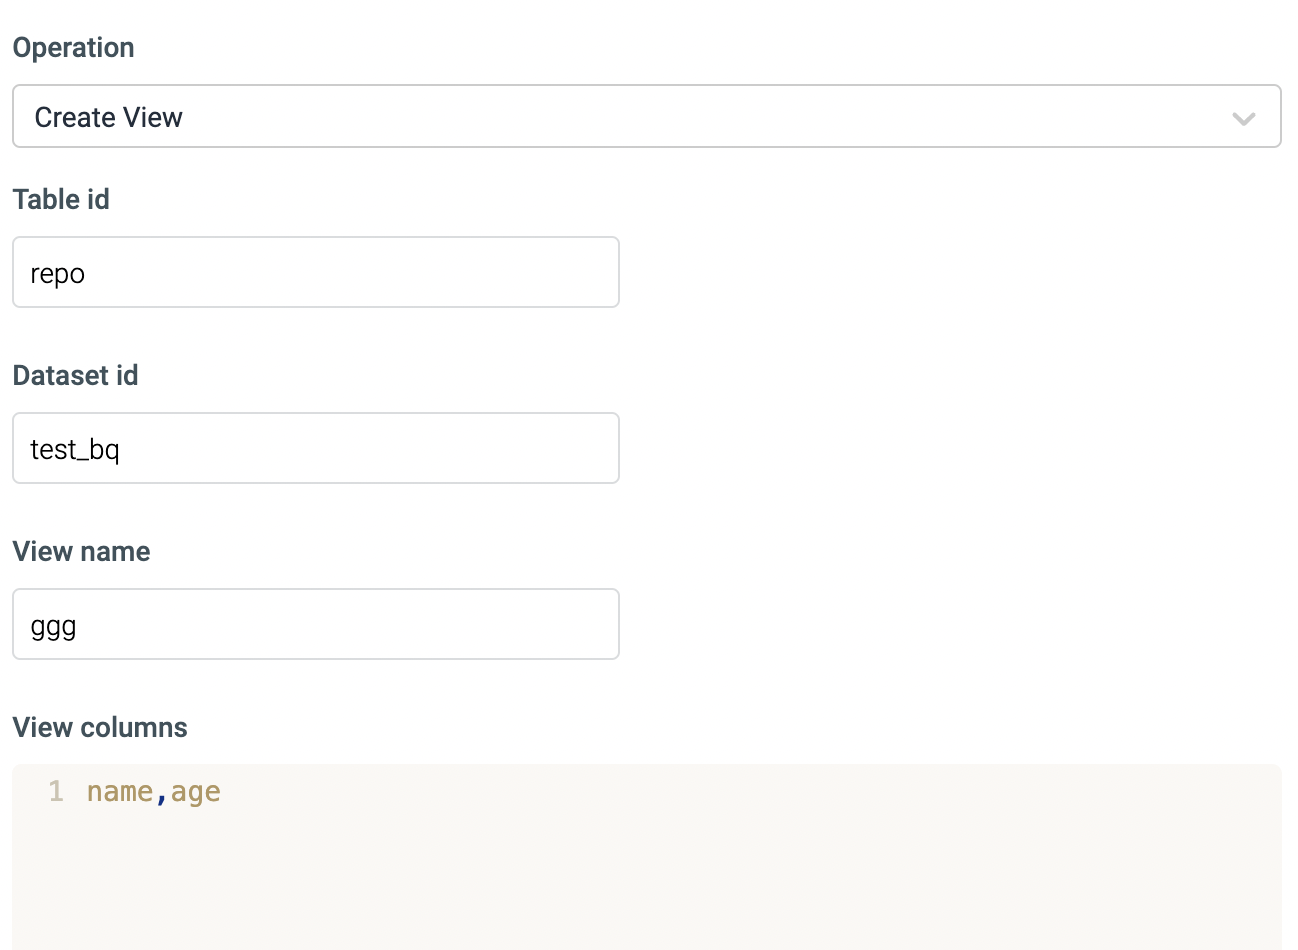 Operation
Create View
Table id
repo
Dataset id
test_bq
View name
ggg
View columns
1 name,age